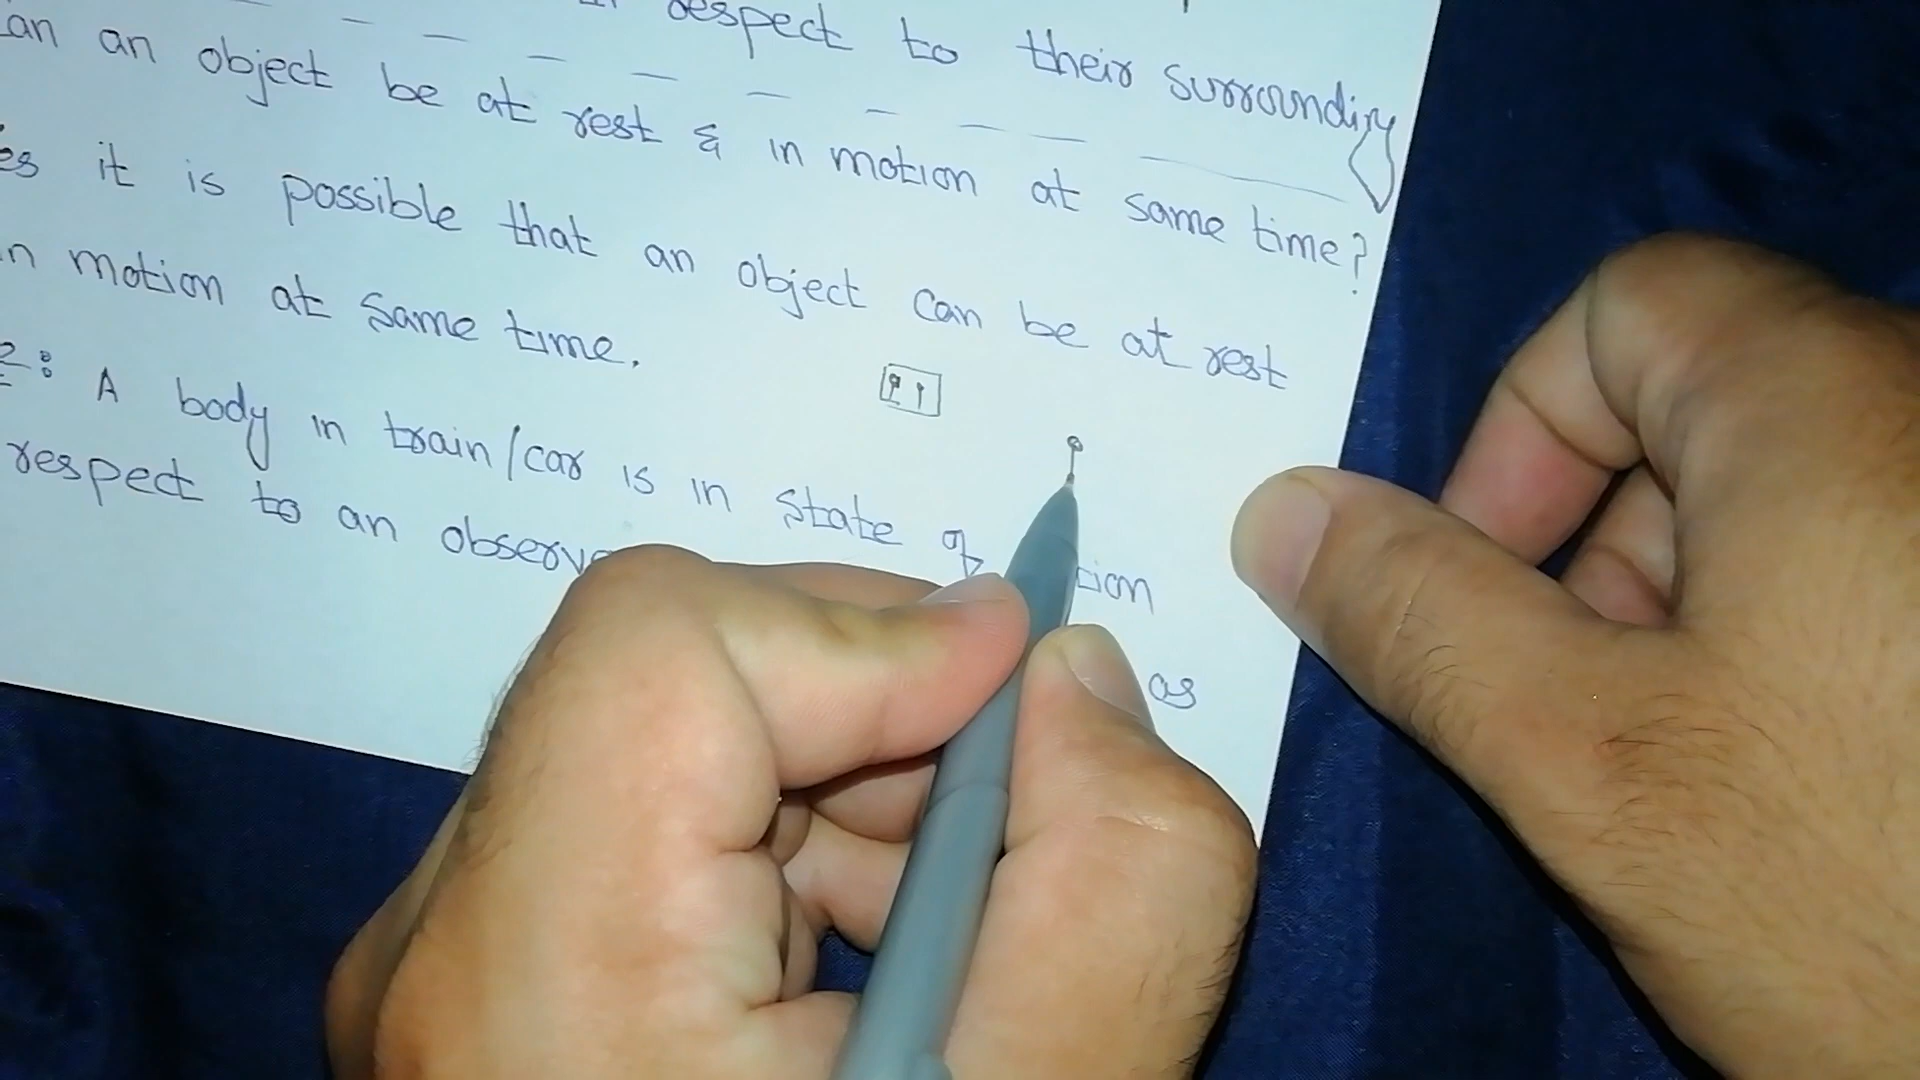 respect to their surrounding
an object be at rest & in motion at same time?
it is possible that an object can be at rest
motion at same time.
A body in train/car is in state of
respect to an as